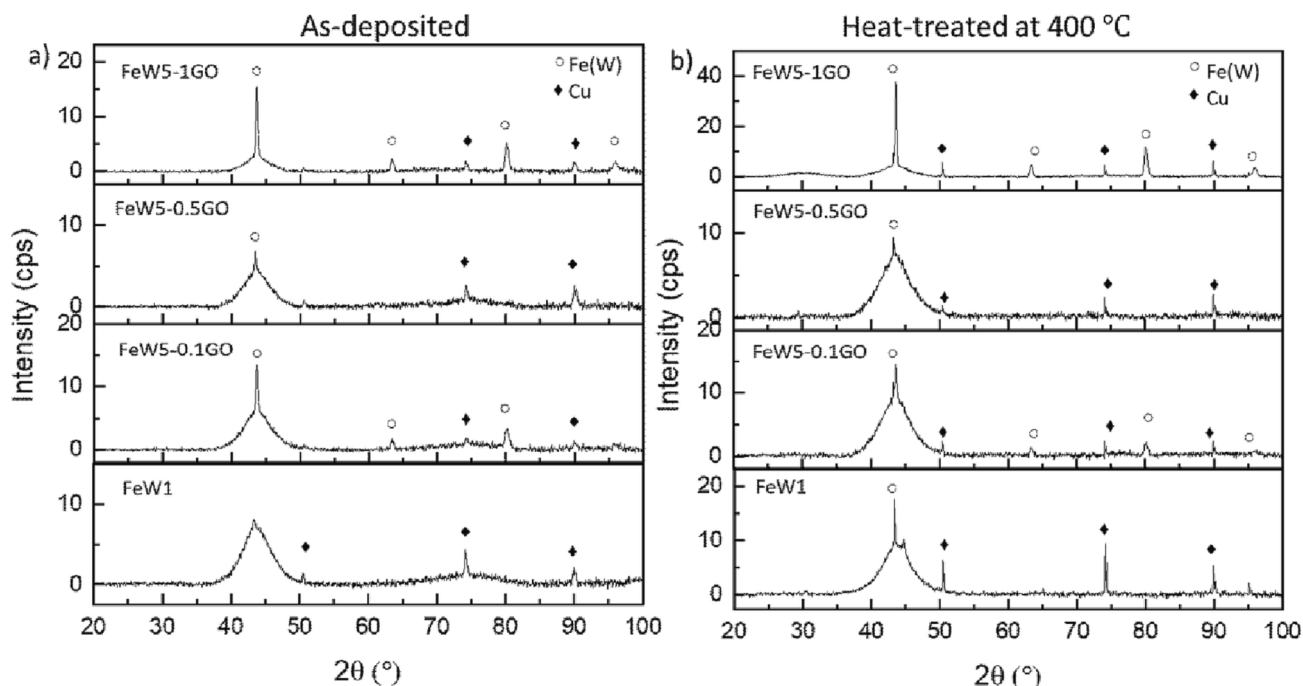 As-deposited
a)
FeW5-1GO
○ Fe(W)
♦ Cu
20
10
0
FeW5-0.5GO
10
0
20
FeW5-0.1GO
10
0
FeW1
10
0
Intensity (cps)
20 30 40 50 60 70 80 90 100
2θ (°)
Heat-treated at 400 °C
b)
FeW5-1GO
○ Fe(W)
♦ Cu
40
20
0
FeW5-0.5GO
10
0
20
FeW5-0.1GO
10
0
FeW1
20
10
0
Intensity (cps)
20 30 40 50 60 70 80 90 100
2θ (°)